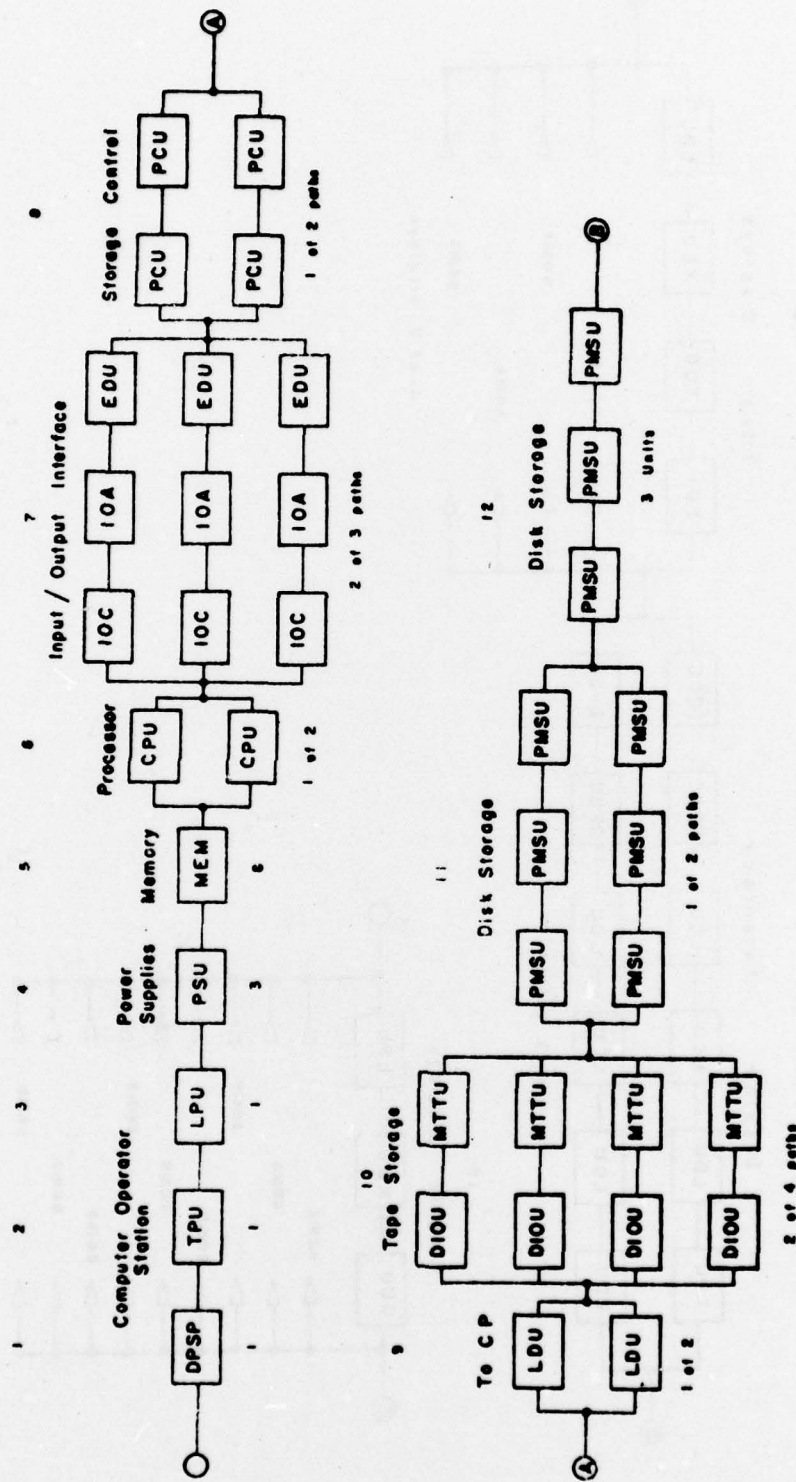 1 2 3 4 5 6 7 8
Computer Operator Station
Power Supplies
Memory
Processor
Input / Output Interface
Storage Control
DPSP TPU LPU PSU MEM
CPU
CPU
IOC IOA EDU
IOC IOA EDU
IOC IOA EDU
PCU PCU
PCU PCU
A
1 1 1 3 6
1 of 2
2 of 3 paths
1 of 2 paths
9 10 11 12
To CP
Tape Storage
Disk Storage
Disk Storage
A
LDU
LDU
DIOU MTTU
DIOU MTTU
DIOU MTTU
DIOU MTTU
PMSU PMSU PMSU
PMSU PMSU PMSU
PMSU PMSU PMSU
B
1 of 2
2 of 4 paths
1 of 2 paths
3 Units